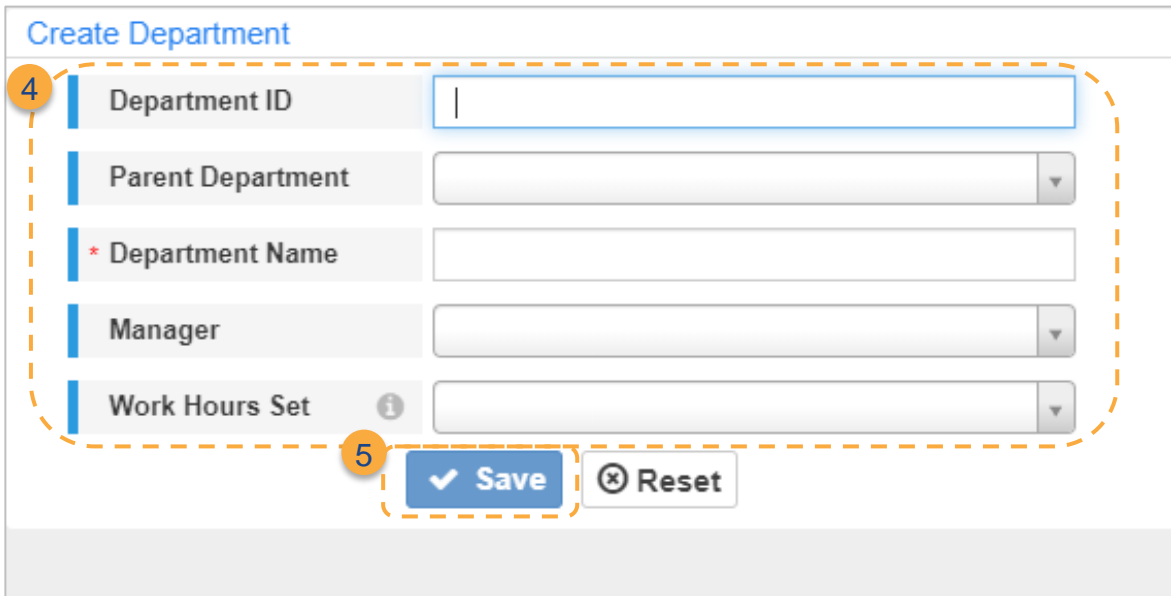 Create Department
4
Department ID
Parent Department
* Department Name
Manager
Work Hours Set
5
Save
Reset